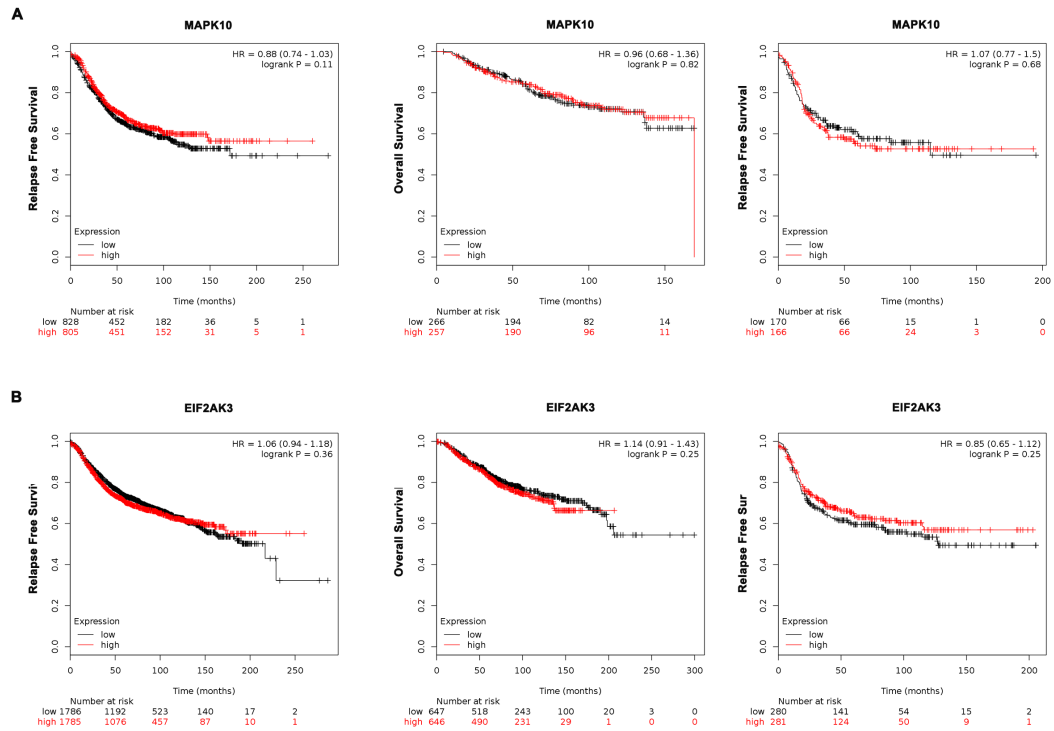 A
MAPK10
HR = 0.88 (0.74 - 1.03)
logrank P = 0.11
Relapse Free Survival
0.0 0.2 0.4 0.6 0.8 1.0
Expression
low
high
0 50 100 150 200 250
Time (months)
Number at risk
low 828 452 182 36 5 1
high 805 451 152 31 5 1
MAPK10
HR = 0.96 (0.68 - 1.36)
logrank P = 0.82
Overall Survival
0.0 0.2 0.4 0.6 0.8 1.0
Expression
low
high
0 50 100 150
Time (months)
Number at risk
low 266 194 82 14
high 257 190 96 11
MAPK10
HR = 1.07 (0.77 - 1.5)
logrank P = 0.68
Relapse Free Survival
0.0 0.2 0.4 0.6 0.8 1.0
Expression
low
high
0 50 100 150 200
Time (months)
Number at risk
low 170 66 15 1 0
high 166 66 24 3 0
B
EIF2AK3
HR = 1.06 (0.94 - 1.18)
logrank P = 0.36
Relapse Free Surviv
0.0 0.2 0.4 0.6 0.8 1.0
Expression
low
high
0 50 100 150 200 250
Time (months)
Number at risk
low 1786 1192 523 140 17 2
high 1785 1076 457 87 10 1
EIF2AK3
HR = 1.14 (0.91 - 1.43)
logrank P = 0.25
Overall Survival
0.0 0.2 0.4 0.6 0.8 1.0
Expression
low
high
0 50 100 150 200 250 300
Time (months)
Number at risk
low 647 518 243 100 20 3 0
high 646 490 231 29 1 0 0
EIF2AK3
HR = 0.85 (0.65 - 1.12)
logrank P = 0.25
Relapse Free Sur
0.0 0.2 0.4 0.6 0.8 1.0
Expression
low
high
0 50 100 150 200
Time (months)
Number at risk
low 280 141 54 15 2
high 281 124 50 9 1